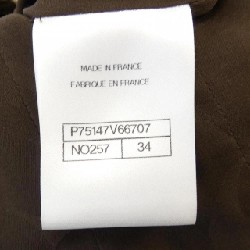 MADE IN FRANCE
FABRIQUE EN FRANCE
P75147V66707
NO257 34